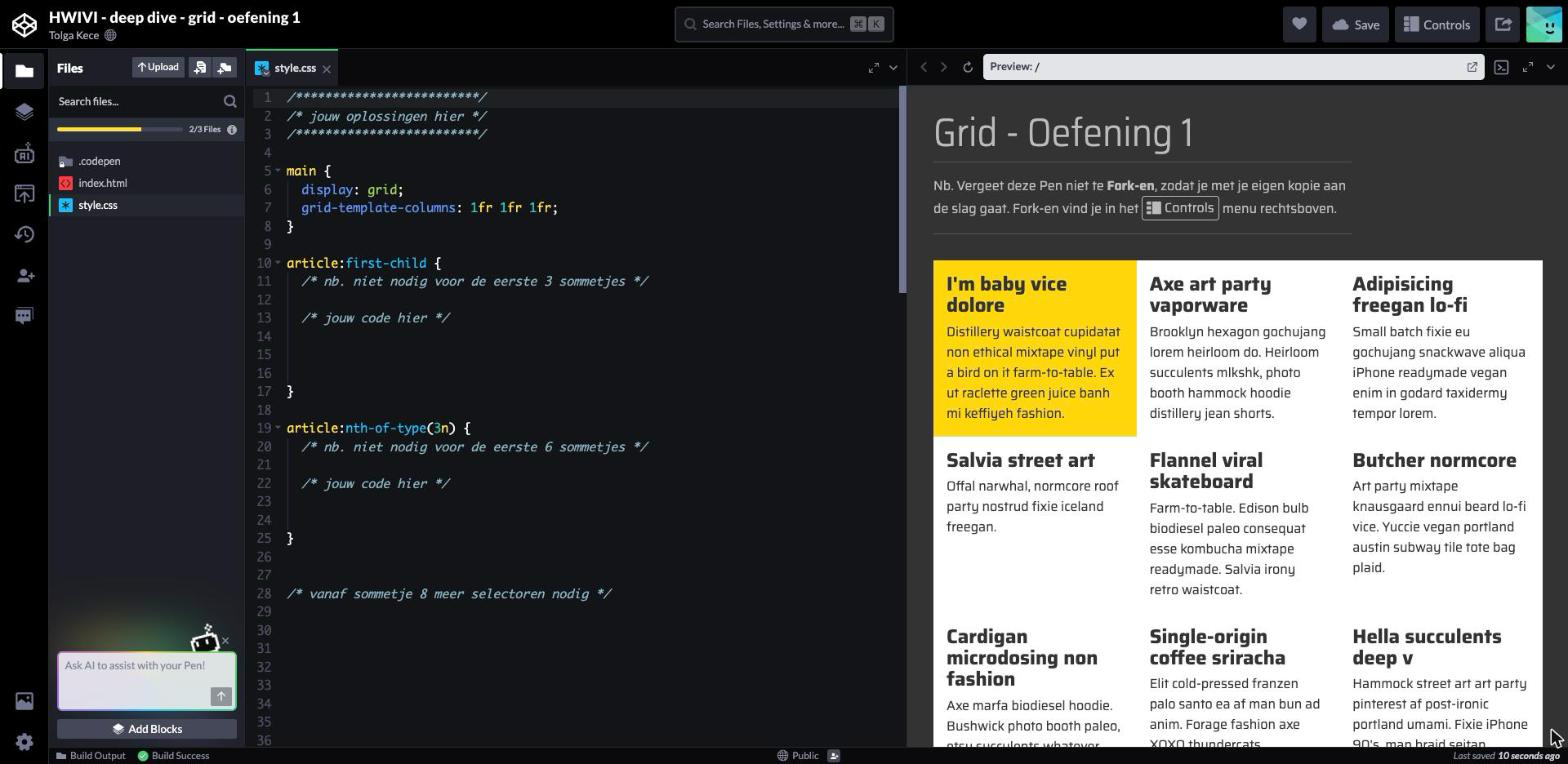 HWIVI - deep dive - grid - oefening 1
Tolga Kece
Search Files, Settings & more... ⌘ K
Save
Controls
Files
Upload
Search files...
2/3 Files
.codepen
index.html
style.css
AI
Ask AI to assist with your Pen!
Add Blocks
style.css
1 /*************************/
2 /* jouw oplossingen hier */
3 /*************************/
4
5 main {
6 display: grid;
7 grid-template-columns: 1fr 1fr 1fr;
8 }
9
10 article:first-child {
11 /* nb. niet nodig voor de eerste 3 sommetjes */
12
13 /* jouw code hier */
14
15
16
17 }
18
19 article:nth-of-type(3n) {
20 /* nb. niet nodig voor de eerste 6 sommetjes */
21
22 /* jouw code hier */
23
24
25 }
26
27
28 /* vanaf sommetje 8 meer selectoren nodig */
29
30
31
32
33
34
35
36
Preview: /
Grid - Oefening 1
Nb. Vergeet deze Pen niet te Fork-en, zodat je met je eigen kopie aan
de slag gaat. Fork-en vind je in het Controls menu rechtsboven.
I'm baby vice
dolore
Distillery waistcoat cupidatat
non ethical mixtape vinyl put
a bird on it farm-to-table. Ex
ut raclette green juice banh
mi keffiyeh fashion.
Axe art party
vaporware
Brooklyn hexagon gochujang
lorem heirloom do. Heirloom
succulents mlkshk, photo
booth hammock hoodie
distillery jean shorts.
Adipisicing
freegan lo-fi
Small batch fixie eu
gochujang snackwave aliqua
iPhone readymade vegan
enim in godard taxidermy
tempor lorem.
Salvia street art
Offal narwhal, normcore roof
party nostrud fixie iceland
freegan.
Flannel viral
skateboard
Farm-to-table. Edison bulb
biodiesel paleo consequat
esse kombucha mixtape
readymade. Salvia irony
retro waistcoat.
Butcher normcore
Art party mixtape
knausgaard ennui beard lo-fi
vice. Yuccie vegan portland
austin subway tile tote bag
plaid.
Cardigan
microdosing non
fashion
Axe marfa biodiesel hoodie.
Bushwick photo booth paleo,
etsy succulents whatever
Single-origin
coffee sriracha
Elit cold-pressed franzen
palo santo ea af man bun ad
anim. Forage fashion axe
XOXO thundercats
Hella succulents
deep v
Hammock street art art party
pinterest af post-ironic
portland umami. Fixie iPhone
90's, man braid seitan
Build Output
Build Success
Public
Last saved 10 seconds ago